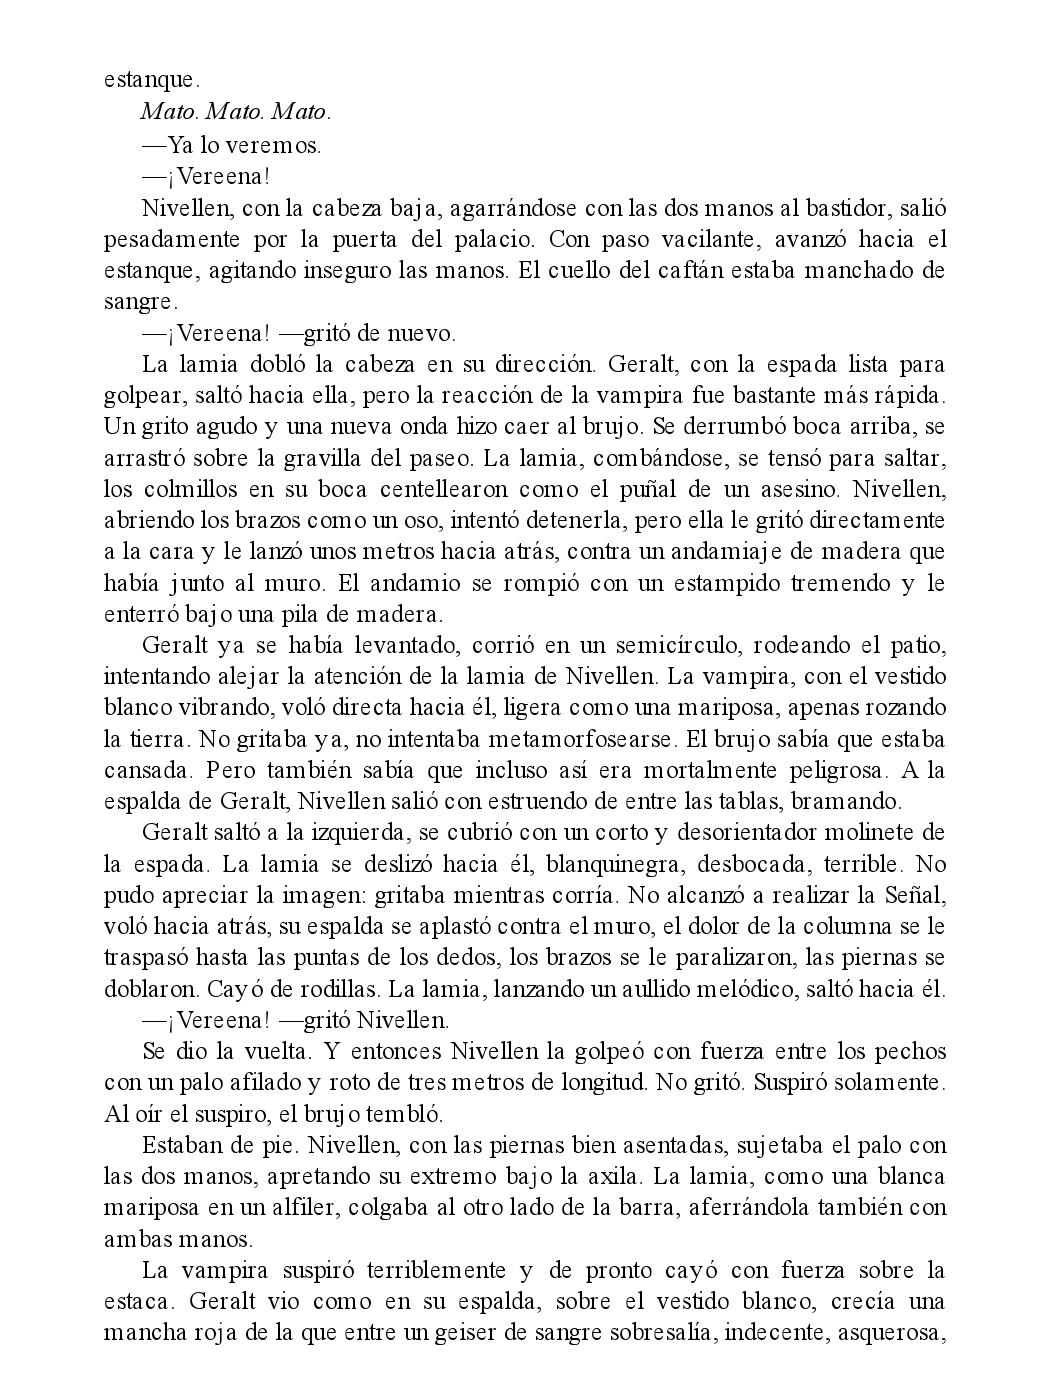 estanque.
Mato. Mato. Mato.
—Ya lo veremos.
—¡Vereena!
Nivellen, con la cabeza baja, agarrándose con las dos manos al bastidor, salió
pesadamente por la puerta del palacio. Con paso vacilante, avanzó hacia el
estanque, agitando inseguro las manos. El cuello del caftán estaba manchado de
sangre.
—¡Vereena! —gritó de nuevo.
La lamia dobló la cabeza en su dirección. Geralt, con la espada lista para
golpear, saltó hacia ella, pero la reacción de la vampira fue bastante más rápida.
Un grito agudo y una nueva onda hizo caer al brujo. Se derrumbó boca arriba, se
arrastró sobre la gravilla del paseo. La lamia, combándose, se tensó para saltar,
los colmillos en su boca centellearon como el puñal de un asesino. Nivellen,
abriendo los brazos como un oso, intentó detenerla, pero ella le gritó directamente
a la cara y le lanzó unos metros hacia atrás, contra un andamiaje de madera que
había junto al muro. El andamio se rompió con un estampido tremendo y le
enterró bajo una pila de madera.
Geralt ya se había levantado, corrió en un semicírculo, rodeando el patio,
intentando alejar la atención de la lamia de Nivellen. La vampira, con el vestido
blanco vibrando, voló directa hacia él, ligera como una mariposa, apenas rozando
la tierra. No gritaba ya, no intentaba metamorfosearse. El brujo sabía que estaba
cansada. Pero también sabía que incluso así era mortalmente peligrosa. A la
espalda de Geralt, Nivellen salió con estruendo de entre las tablas, bramando.
Geralt saltó a la izquierda, se cubrió con un corto y desorientador molinete de
la espada. La lamia se deslizó hacia él, blanquinegra, desbocada, terrible. No
pudo apreciar la imagen: gritaba mientras corría. No alcanzó a realizar la Señal,
voló hacia atrás, su espalda se aplastó contra el muro, el dolor de la columna se le
traspasó hasta las puntas de los dedos, los brazos se le paralizaron, las piernas se
doblaron. Cayó de rodillas. La lamia, lanzando un aullido melódico, saltó hacia él.
—¡Vereena! —gritó Nivellen.
Se dio la vuelta. Y entonces Nivellen la golpeó con fuerza entre los pechos
con un palo afilado y roto de tres metros de longitud. No gritó. Suspiró solamente.
Al oír el suspiro, el brujo tembló.
Estaban de pie. Nivellen, con las piernas bien asentadas, sujetaba el palo con
las dos manos, apretando su extremo bajo la axila. La lamia, como una blanca
mariposa en un alfiler, colgaba al otro lado de la barra, aferrándola también con
ambas manos.
La vampira suspiró terriblemente y de pronto cayó con fuerza sobre la
estaca. Geralt vio como en su espalda, sobre el vestido blanco, crecía una
mancha roja de la que entre un geiser de sangre sobresalía, indecente, asquerosa,